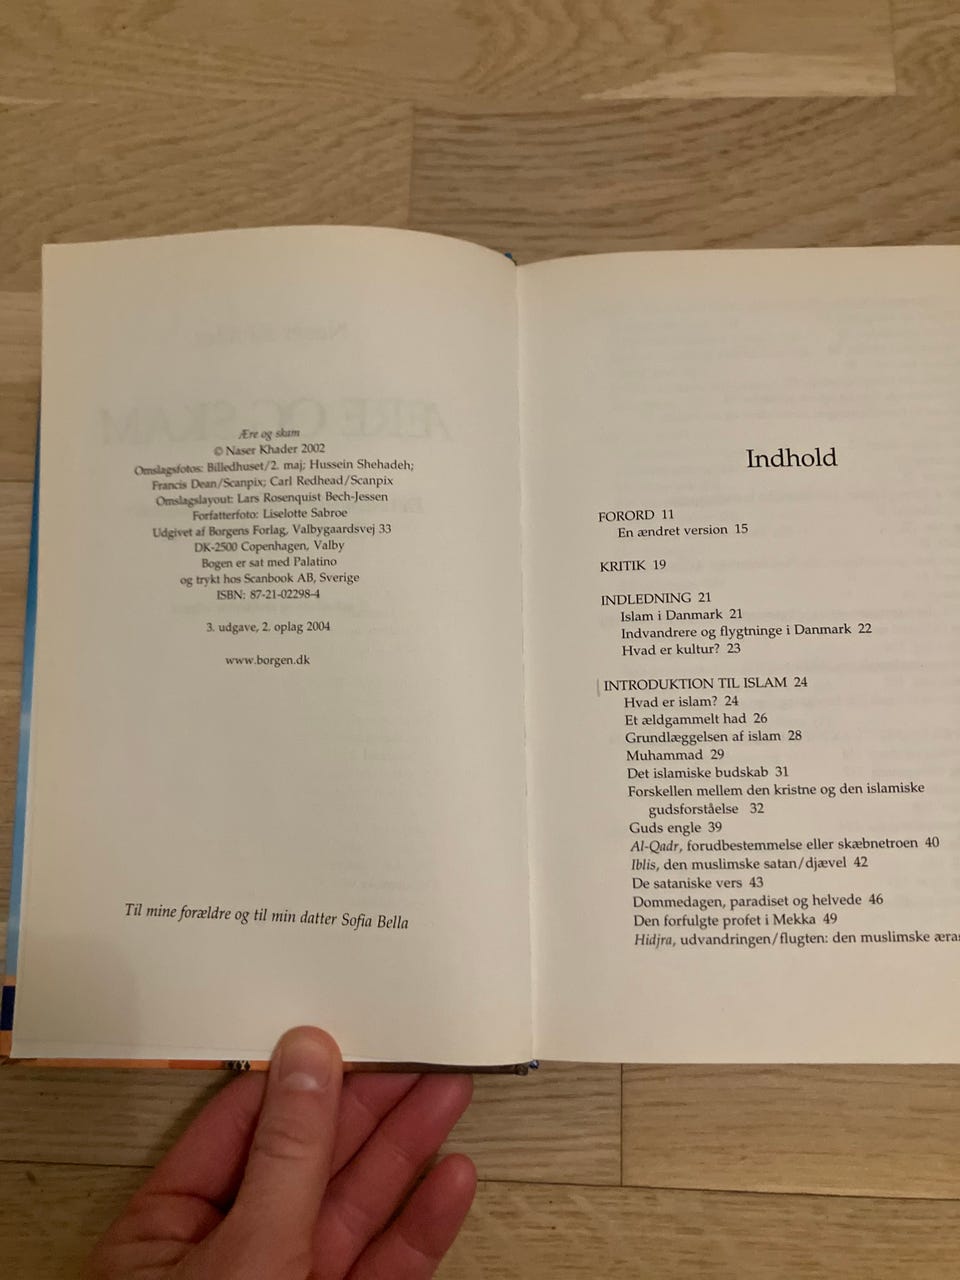 Ære og skam
© Naser Khader 2002
Omslagsfotos: Billedhuset/2. maj; Hussein Shehadeh;
Francis Dean/Scanpix; Carl Redhead/Scanpix
Omslagslayout: Lars Rosenquist Bech-Jessen
Forfatterfoto: Liselotte Sabroe
Udgivet af Borgens Forlag, Valbygaardsvej 33
DK-2500 Copenhagen, Valby
Bogen er sat med Palatino
og trykt hos Scanbook AB, Sverige
ISBN: 87-21-02298-4
3. udgave, 2. oplag 2004
www.borgen.dk
Til mine forældre og til min datter Sofia Bella
Indhold
FORORD 11
En ændret version 15
KRITIK 19
INDLEDNING 21
Islam i Danmark 21
Indvandrere og flygtninge i Danmark 22
Hvad er kultur? 23
INTRODUKTION TIL ISLAM 24
Hvad er islam? 24
Et ældgammelt had 26
Grundlæggelsen af islam 28
Muhammad 29
Det islamiske budskab 31
Forskellen mellem den kristne og den islamiske
gudsforståelse 32
Guds engle 39
Al-Qadr, forudbestemmelse eller skæbnetroen 40
Iblis, den muslimske satan/djævel 42
De sataniske vers 43
Dommedagen, paradiset og helvede 46
Den forfulgte profet i Mekka 49
Hidjra, udvandringen/flugten: den muslimske æras